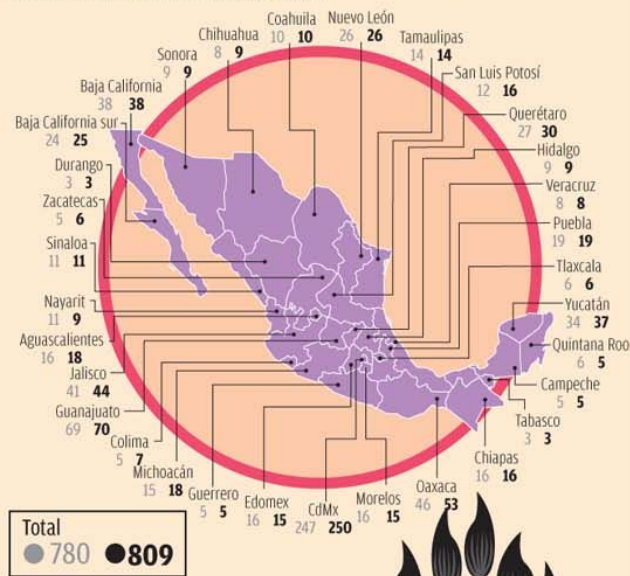 Coahuila
10 10
Nuevo León
26 26
Chihuahua
8 9
Tamaulipas
14 14
Sonora
9 9
San Luis Potosí
12 16
Baja California
38 38
Querétaro
27 30
Baja California sur
24 25
Hidalgo
9 9
Durango
3 3
Veracruz
8 8
Zacatecas
5 6
Puebla
19 19
Sinaloa
11 11
Tlaxcala
6 6
Nayarit
11 9
Yucatán
34 37
Aguascalientes
16 18
Quintana Roo
6 5
Jalisco
41 44
Campeche
5 5
Guanajuato
69 70
Tabasco
3 3
Colima
5 7
Chiapas
16 16
Michoacán
15 18
Guerrero
5 5
Edomex
16 15
CdMx
247 250
Morelos
16 15
Oaxaca
46 53
Total
780 809